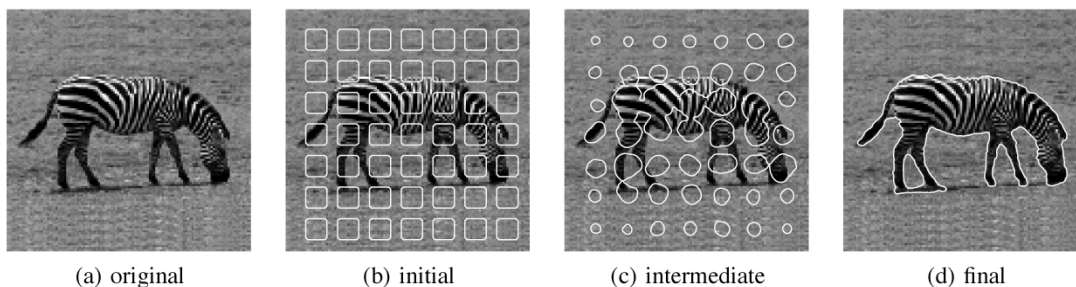 (a) original
(b) initial
(c) intermediate
(d) final